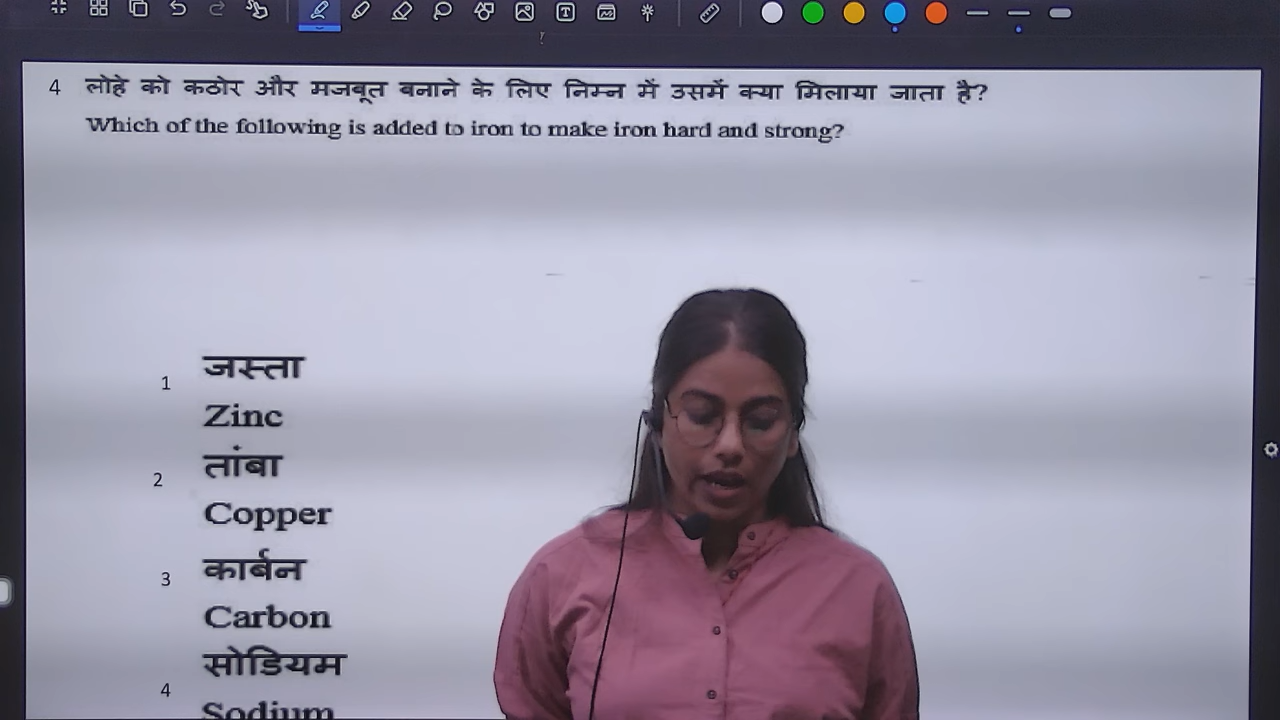 4 लोहे को कठोर और मजबूत बनाने के लिए निम्न में उसमें क्या मिलाया जाता है?
Which of the following is added to iron to make iron hard and strong?
1 जस्ता
Zinc
2 तांबा
Copper
3 कार्बन
Carbon
4 सोडियम
Sodium